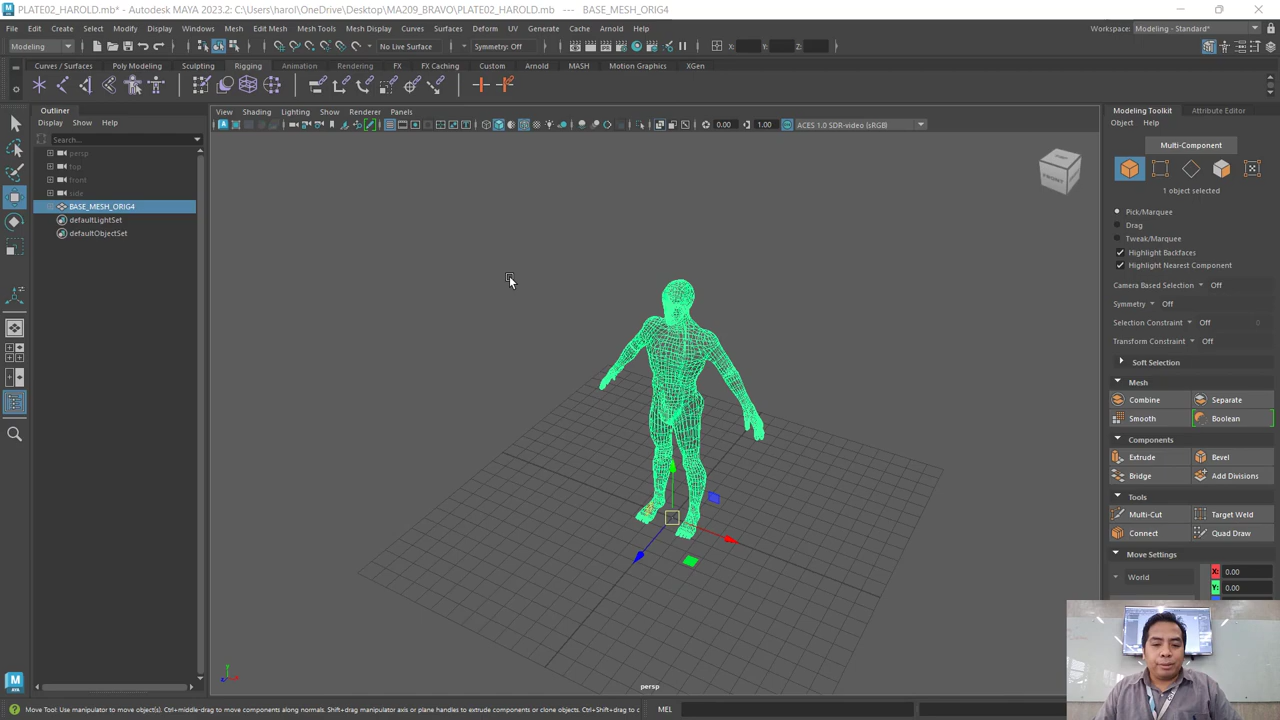 PLATE02_HAROLD.mb* - Autodesk MAYA 2023.2: C:\Users\harol\OneDrive\Desktop\MA209_BRAVO\PLATE02_HAROLD.mb --- BASE_MESH_ORIG4
File Edit Create Select Modify Display Windows Mesh Edit Mesh Mesh Tools Mesh Display Curves Surfaces Deform UV Generate Cache Arnold Help
Workspace: Modeling - Standard*
Modeling No Live Surface Symmetry: Off X: Y: Z:
Curves / Surfaces Poly Modeling Sculpting Rigging Animation Rendering FX FX Caching Custom Arnold MASH Motion Graphics XGen
Outliner
Display Show Help
Search...
persp
top
front
side
BASE_MESH_ORIG4
defaultLightSet
defaultObjectSet
View Shading Lighting Show Renderer Panels
0.00 1.00 ACES 1.0 SDR-video (sRGB)
FRONT
persp
Modeling Toolkit Attribute Editor
Object Help
Multi-Component
1 object selected
Pick/Marquee
Drag
Tweak/Marquee
Highlight Backfaces
Highlight Nearest Component
Camera Based Selection Off
Symmetry Off
Selection Constraint Off
Transform Constraint Off
Soft Selection
Mesh
Combine Separate
Smooth Boolean
Components
Extrude Bevel
Bridge Add Divisions
Tools
Multi-Cut Target Weld
Connect Quad Draw
Move Settings
World X: 0.00
Y: 0.00
Move Tool: Use manipulator to move object(s). Ctrl+middle-drag to move components along normals. Shift+drag manipulator axis or plane handles to extrude components or clone objects. Ctrl+Shift+drag to c
MEL